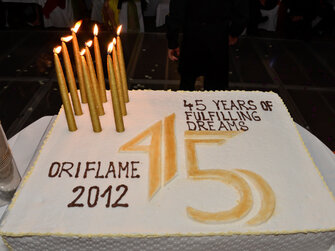 45 YEARS OF
FULFILLING
DREAMS
45
ORIFLAME
2012